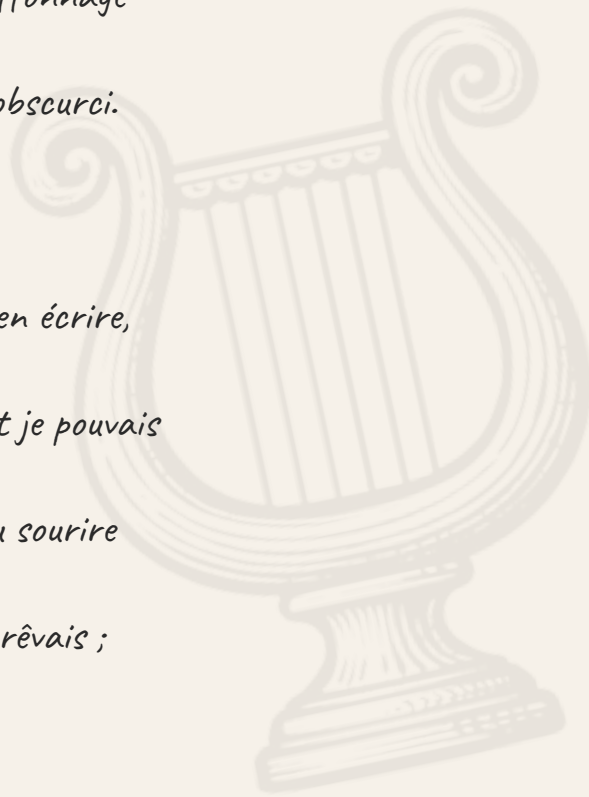 ffonnage
obscurci.
en écrire,
t je pouvais
u sourire
rêvais ;